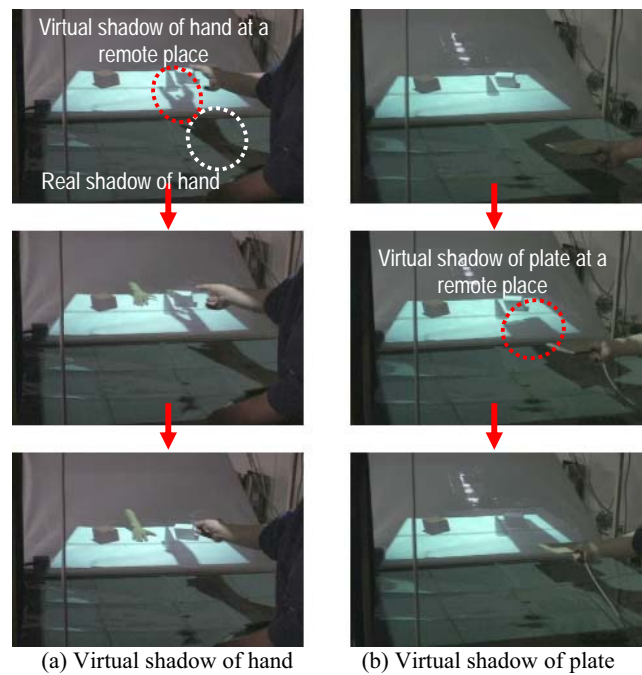 Virtual shadow of hand at a
remote place
Real shadow of hand
Virtual shadow of plate at a
remote place
(a) Virtual shadow of hand
(b) Virtual shadow of plate